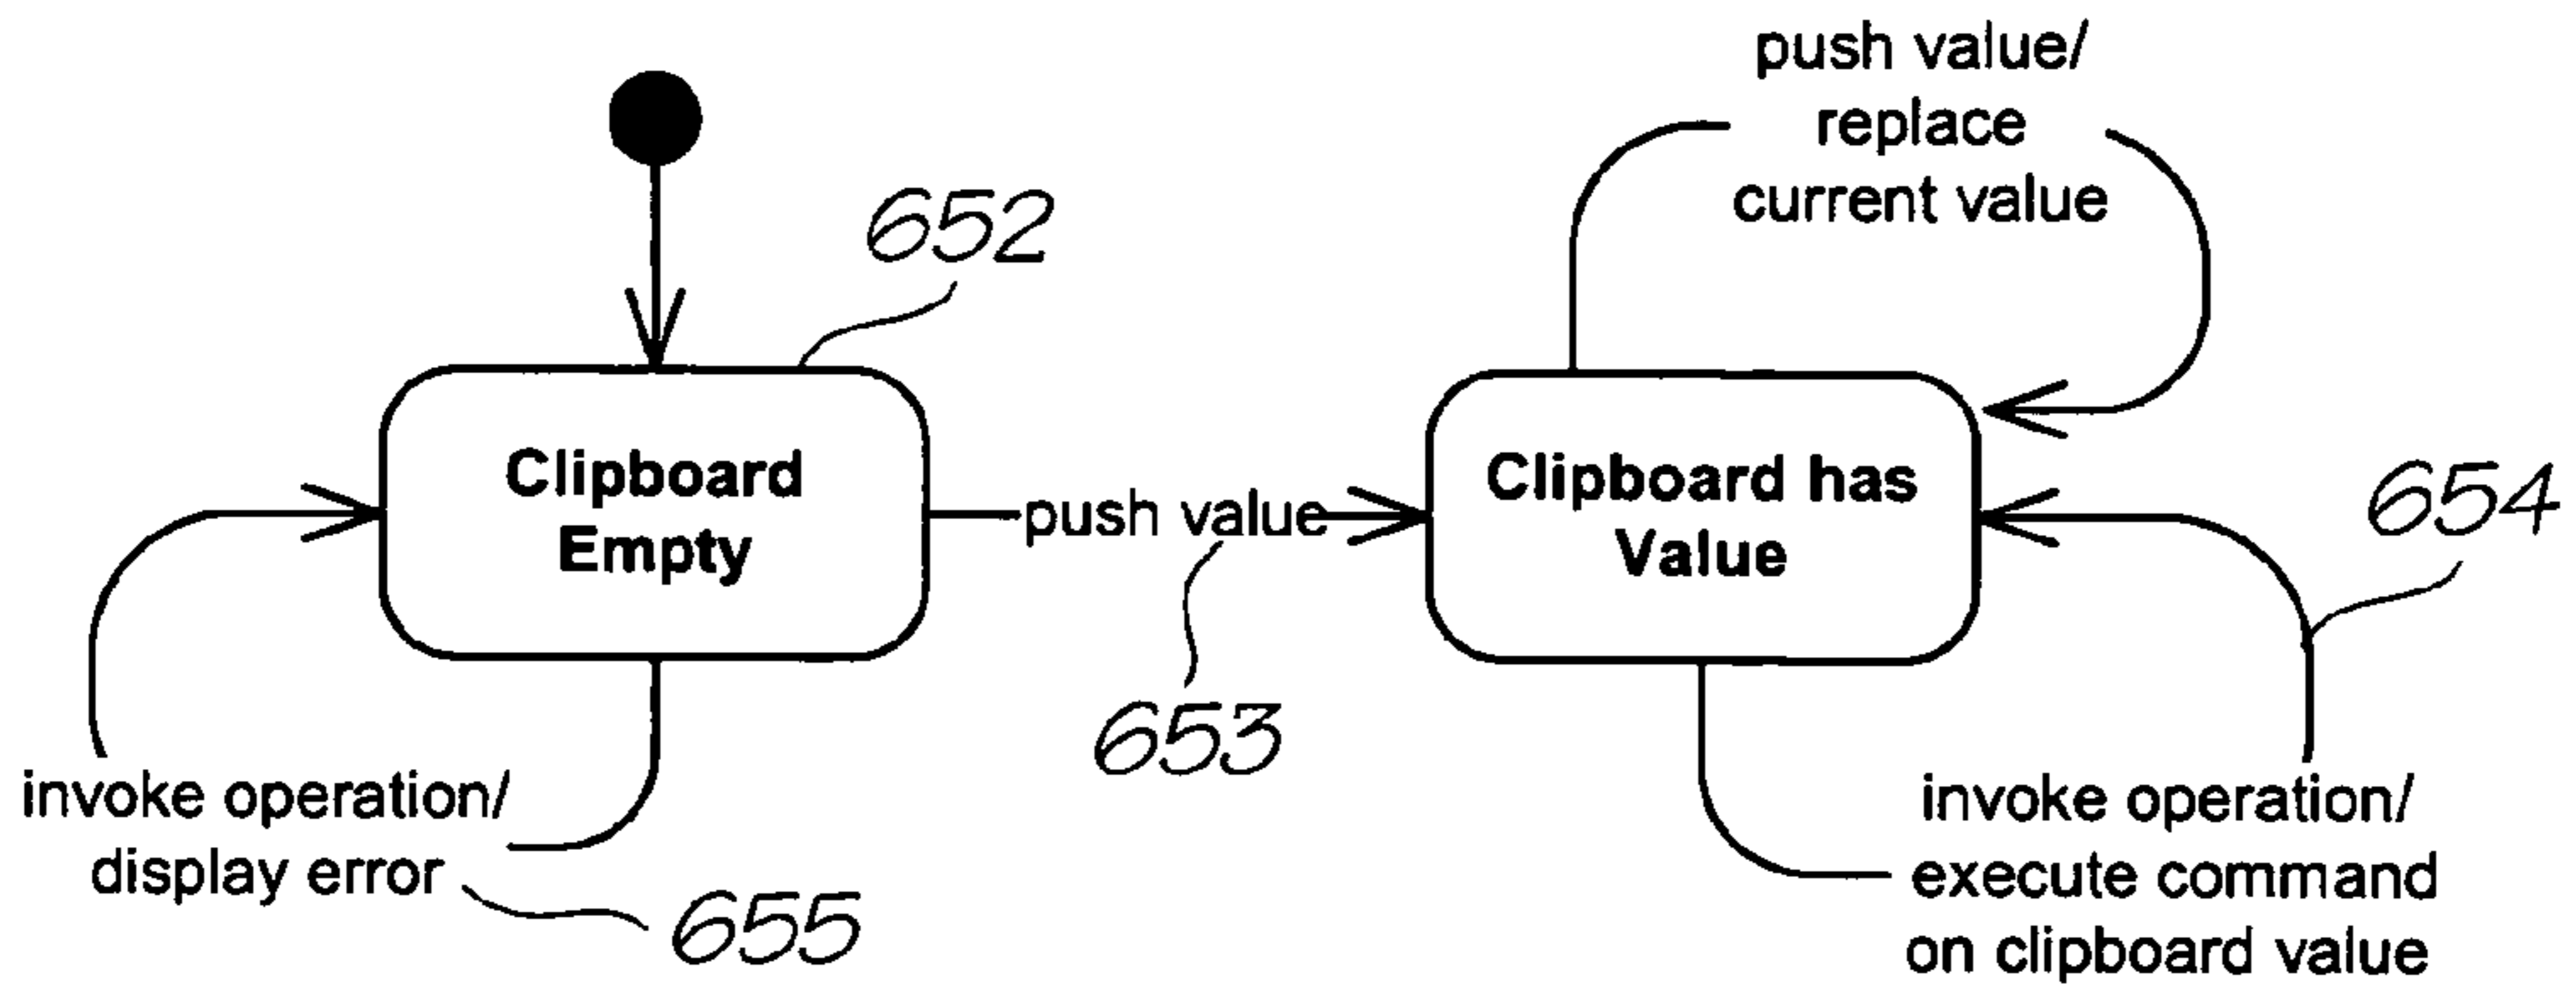 push value/
replace
current value
652
Clipboard
Empty
push value
653
Clipboard has
Value
654
invoke operation/
display error
655
invoke operation/
execute command
on clipboard value